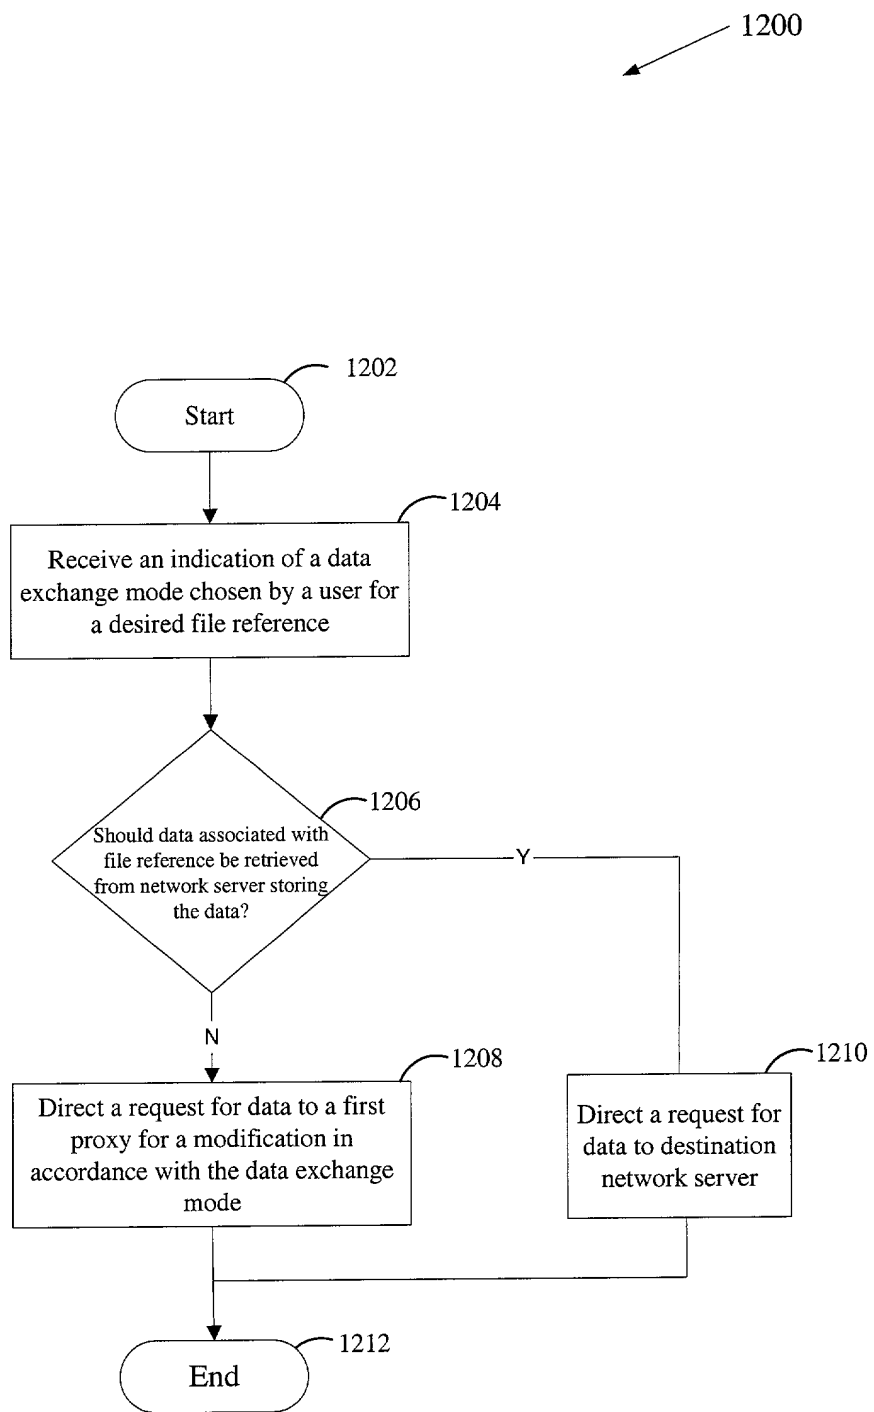 1200
1202
Start
1204
Receive an indication of a data
exchange mode chosen by a user for
a desired file reference
1206
Should data associated with
file reference be retrieved
from network server storing
the data?
Y
N
1208
Direct a request for data to a first
proxy for a modification in
accordance with the data exchange
mode
1210
Direct a request for
data to destination
network server
1212
End